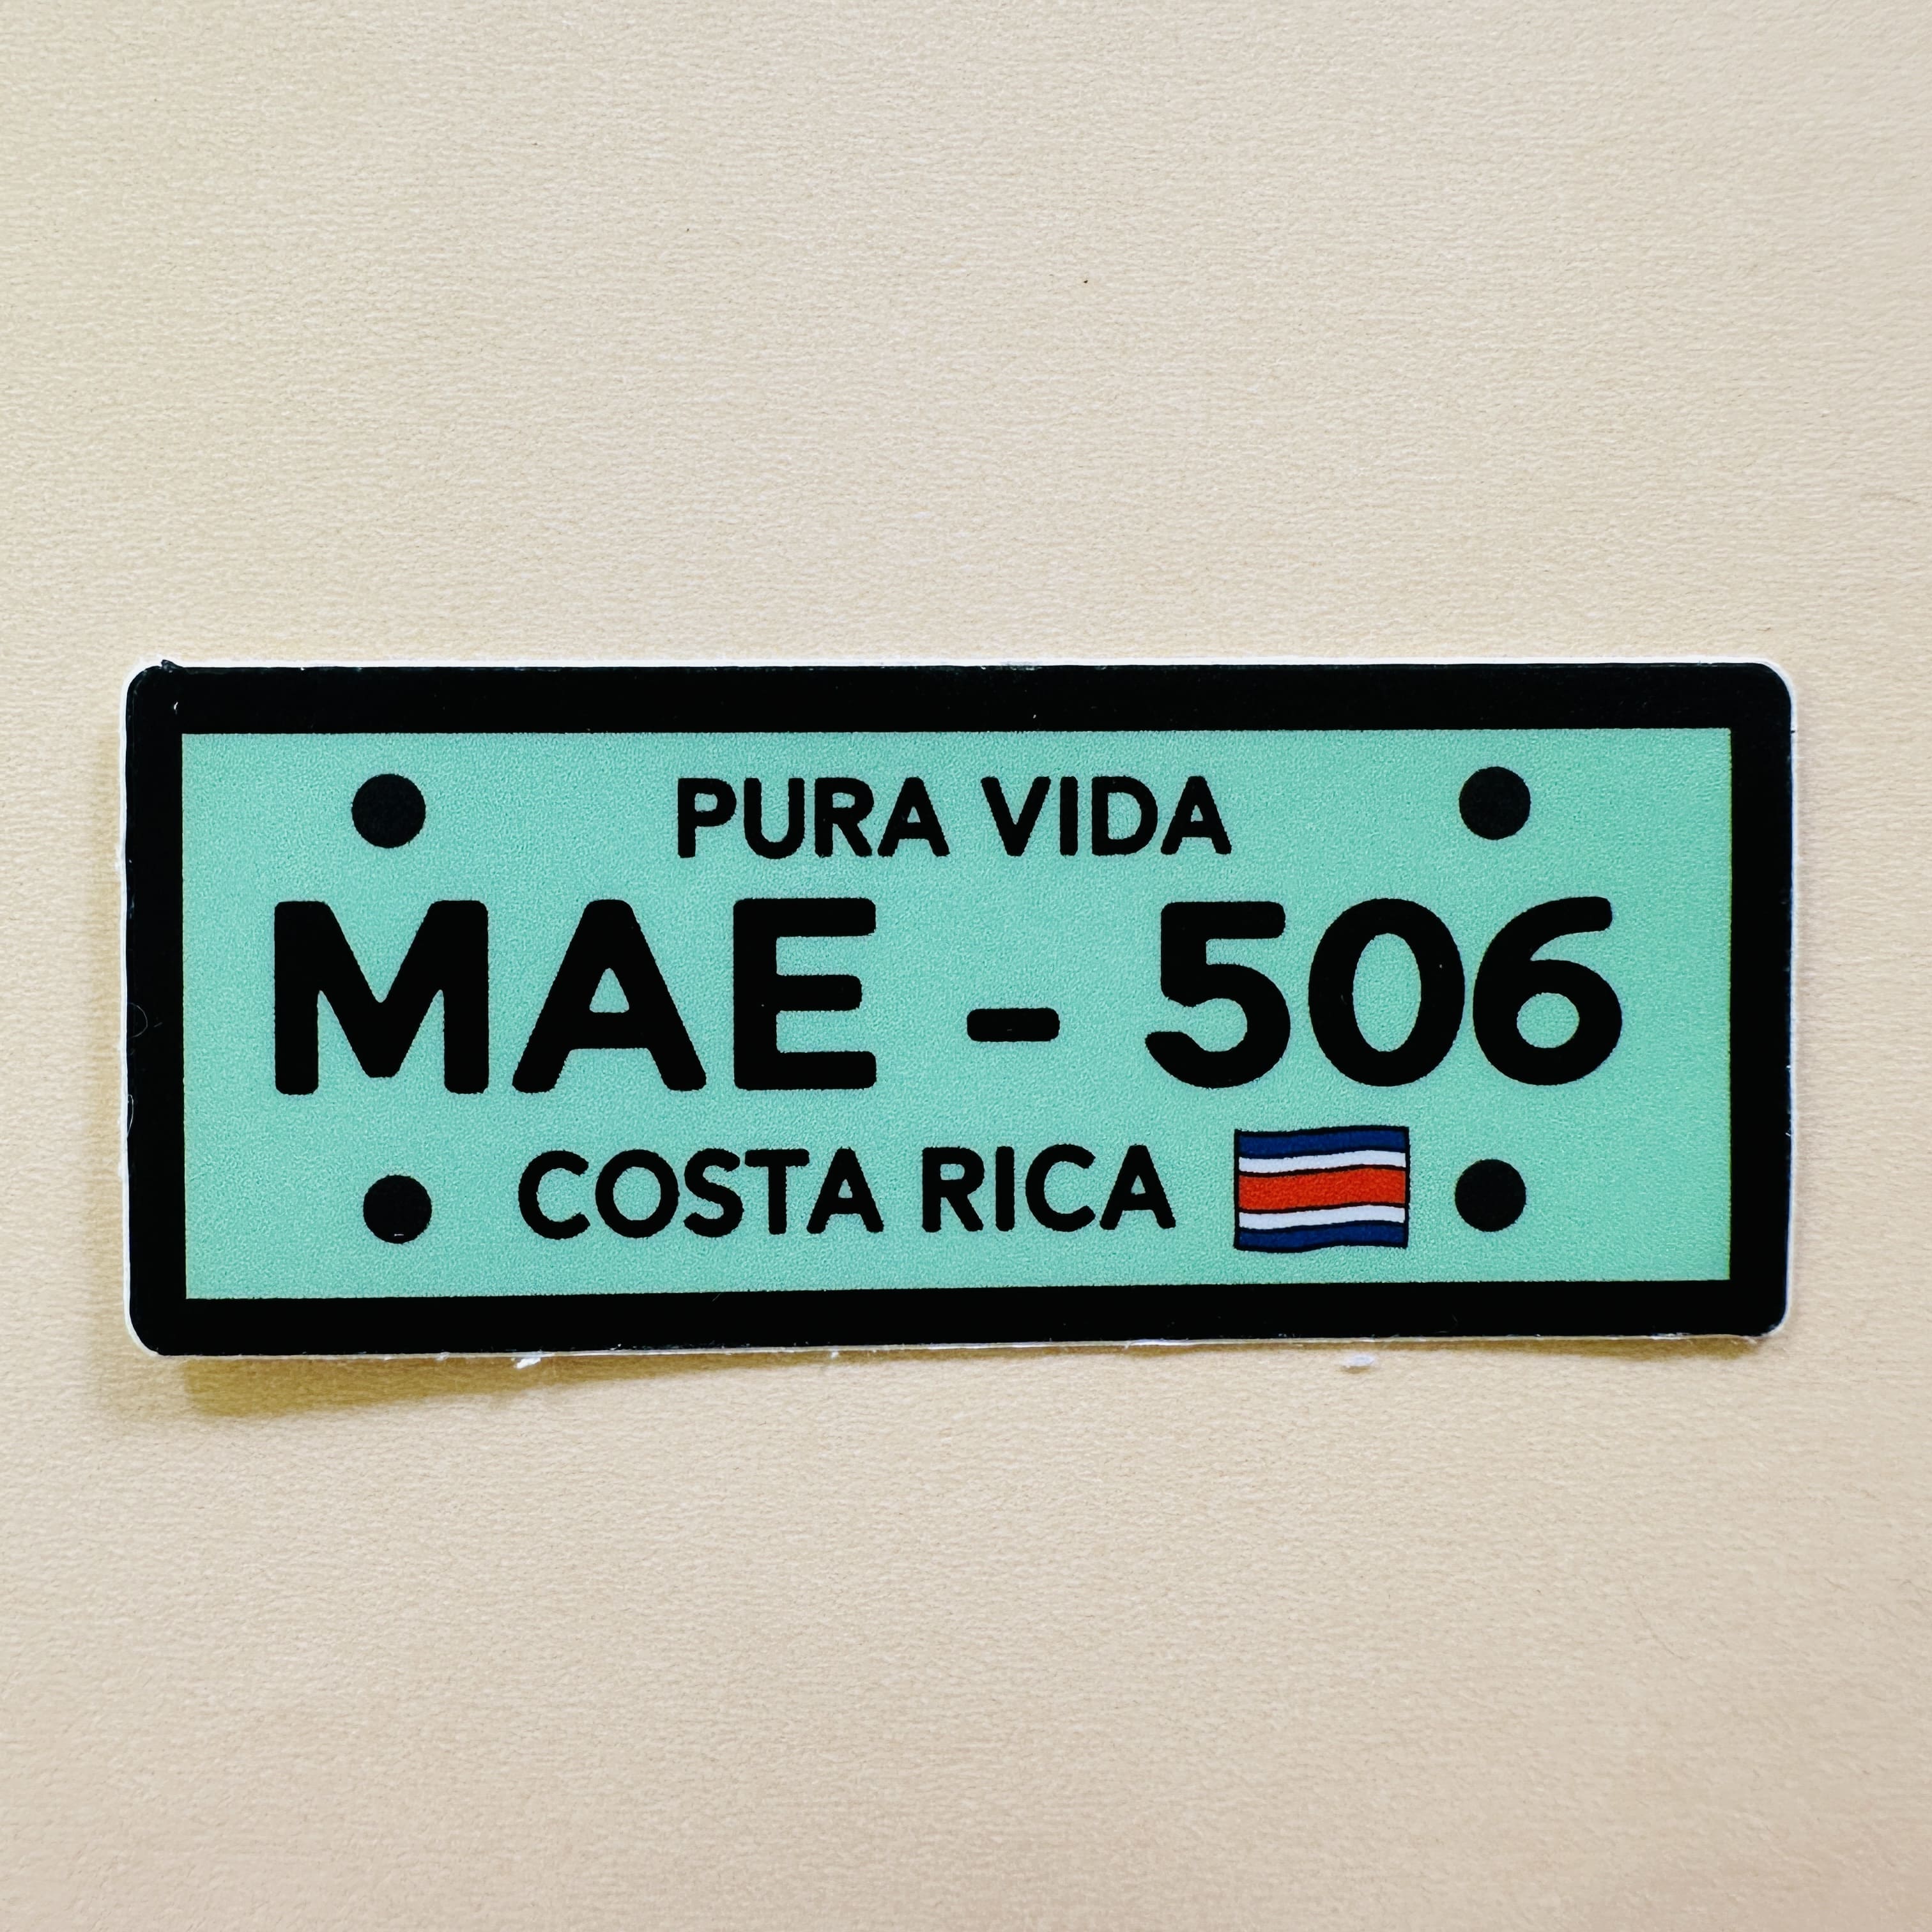 PURA VIDA
MAE - 506
COSTA RICA